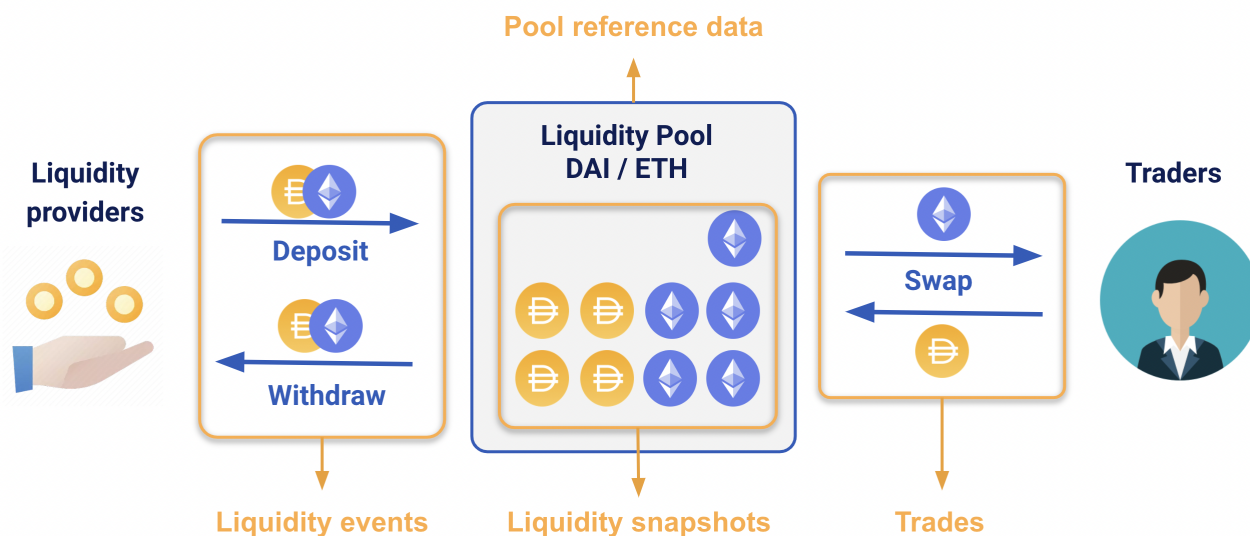 Pool reference data
Liquidity Pool
DAI / ETH
Liquidity
providers
Deposit
Withdraw
Swap
Traders
Liquidity events
Liquidity snapshots
Trades